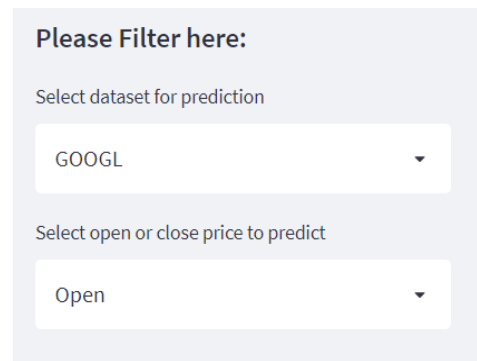 Please Filter here:
Select dataset for prediction
GOOGL
Select open or close price to predict
Open